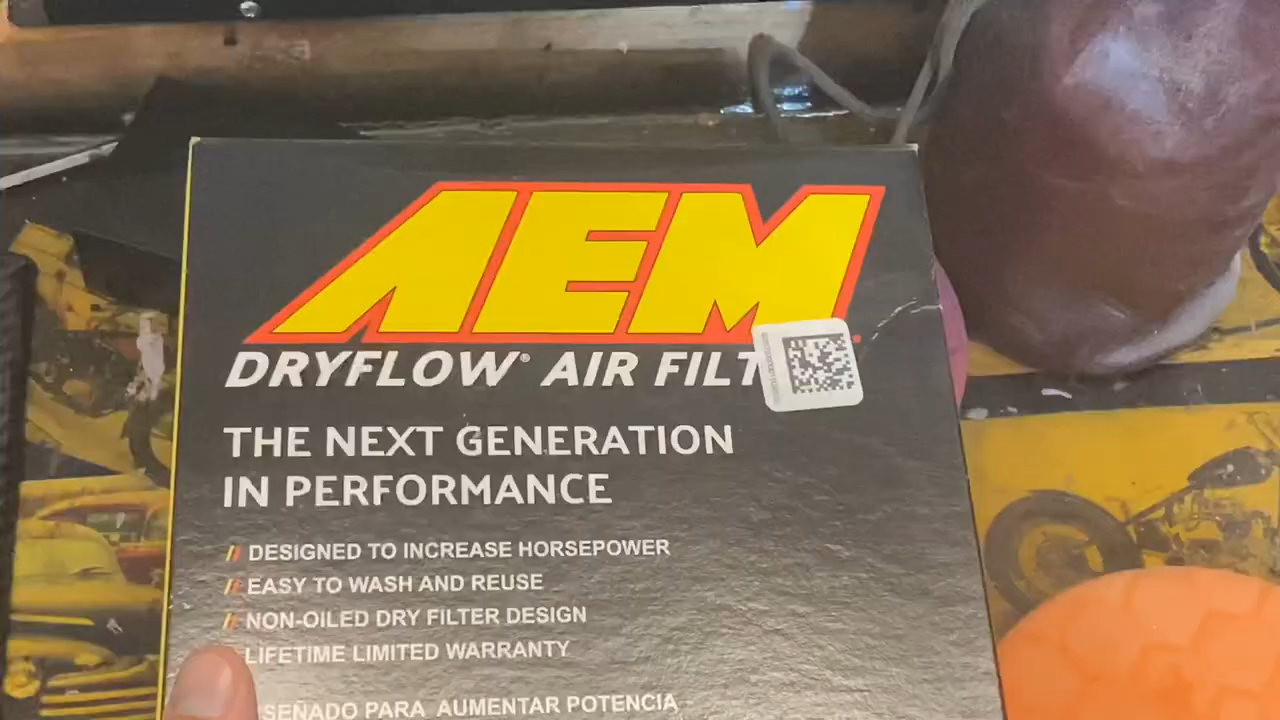 AEM
DRYFLOW® AIR FILT
THE NEXT GENERATION
IN PERFORMANCE
DESIGNED TO INCREASE HORSEPOWER
EASY TO WASH AND REUSE
NON-OILED DRY FILTER DESIGN
LIFETIME LIMITED WARRANTY
SEÑADO PARA AUMENTAR POTENCIA